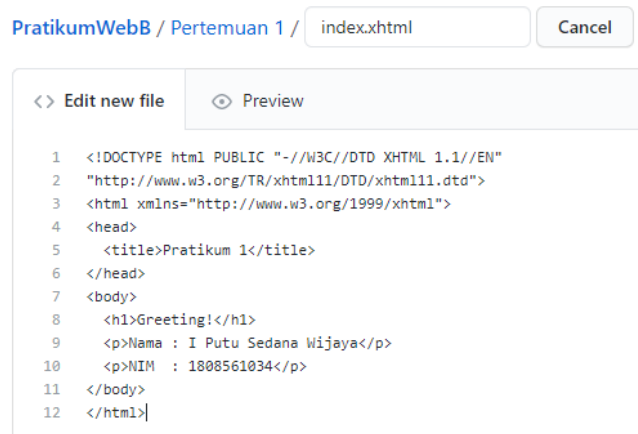 PratikumWebB / Pertemuan 1 / index.xhtml Cancel
<> Edit new file Preview
1 <!DOCTYPE html PUBLIC "-//W3C//DTD XHTML 1.1//EN"
2 "http://www.w3.org/TR/xhtml11/DTD/xhtml11.dtd">
3 <html xmlns="http://www.w3.org/1999/xhtml">
4 <head>
5   <title>Pratikum 1</title>
6 </head>
7 <body>
8   <h1>Greeting!</h1>
9   <p>Nama : I Putu Sedana Wijaya</p>
10   <p>NIM  : 1808561034</p>
11 </body>
12 </html>